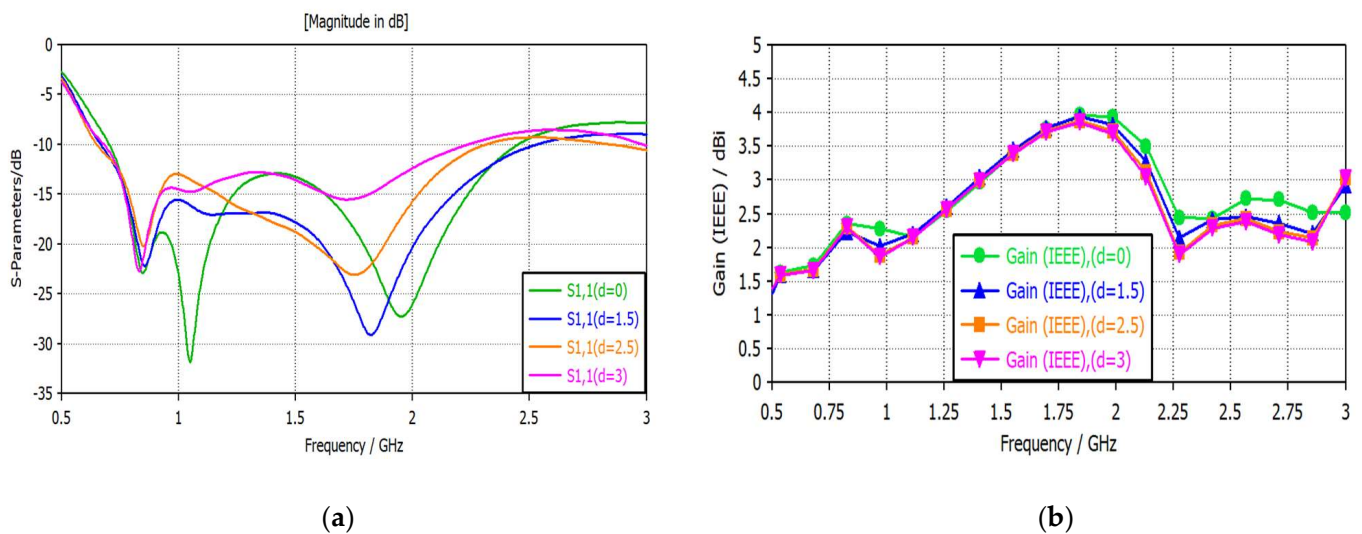 [Magnitude in dB]
0
-5
-10
-15
-20
-25
-30
-35
S-Parameters/dB
0.5 1 1.5 2 2.5 3
Frequency / GHz
S1,1(d=0)
S1,1(d=1.5)
S1,1(d=2.5)
S1,1(d=3)
(a)
5
4.5
4
3.5
3
2.5
2
1.5
1
0.5
0
Gain (IEEE) / dBi
0.5 0.75 1 1.25 1.5 1.75 2 2.25 2.5 2.75 3
Frequency / GHz
Gain (IEEE),(d=0)
Gain (IEEE),(d=1.5)
Gain (IEEE),(d=2.5)
Gain (IEEE),(d=3)
(b)